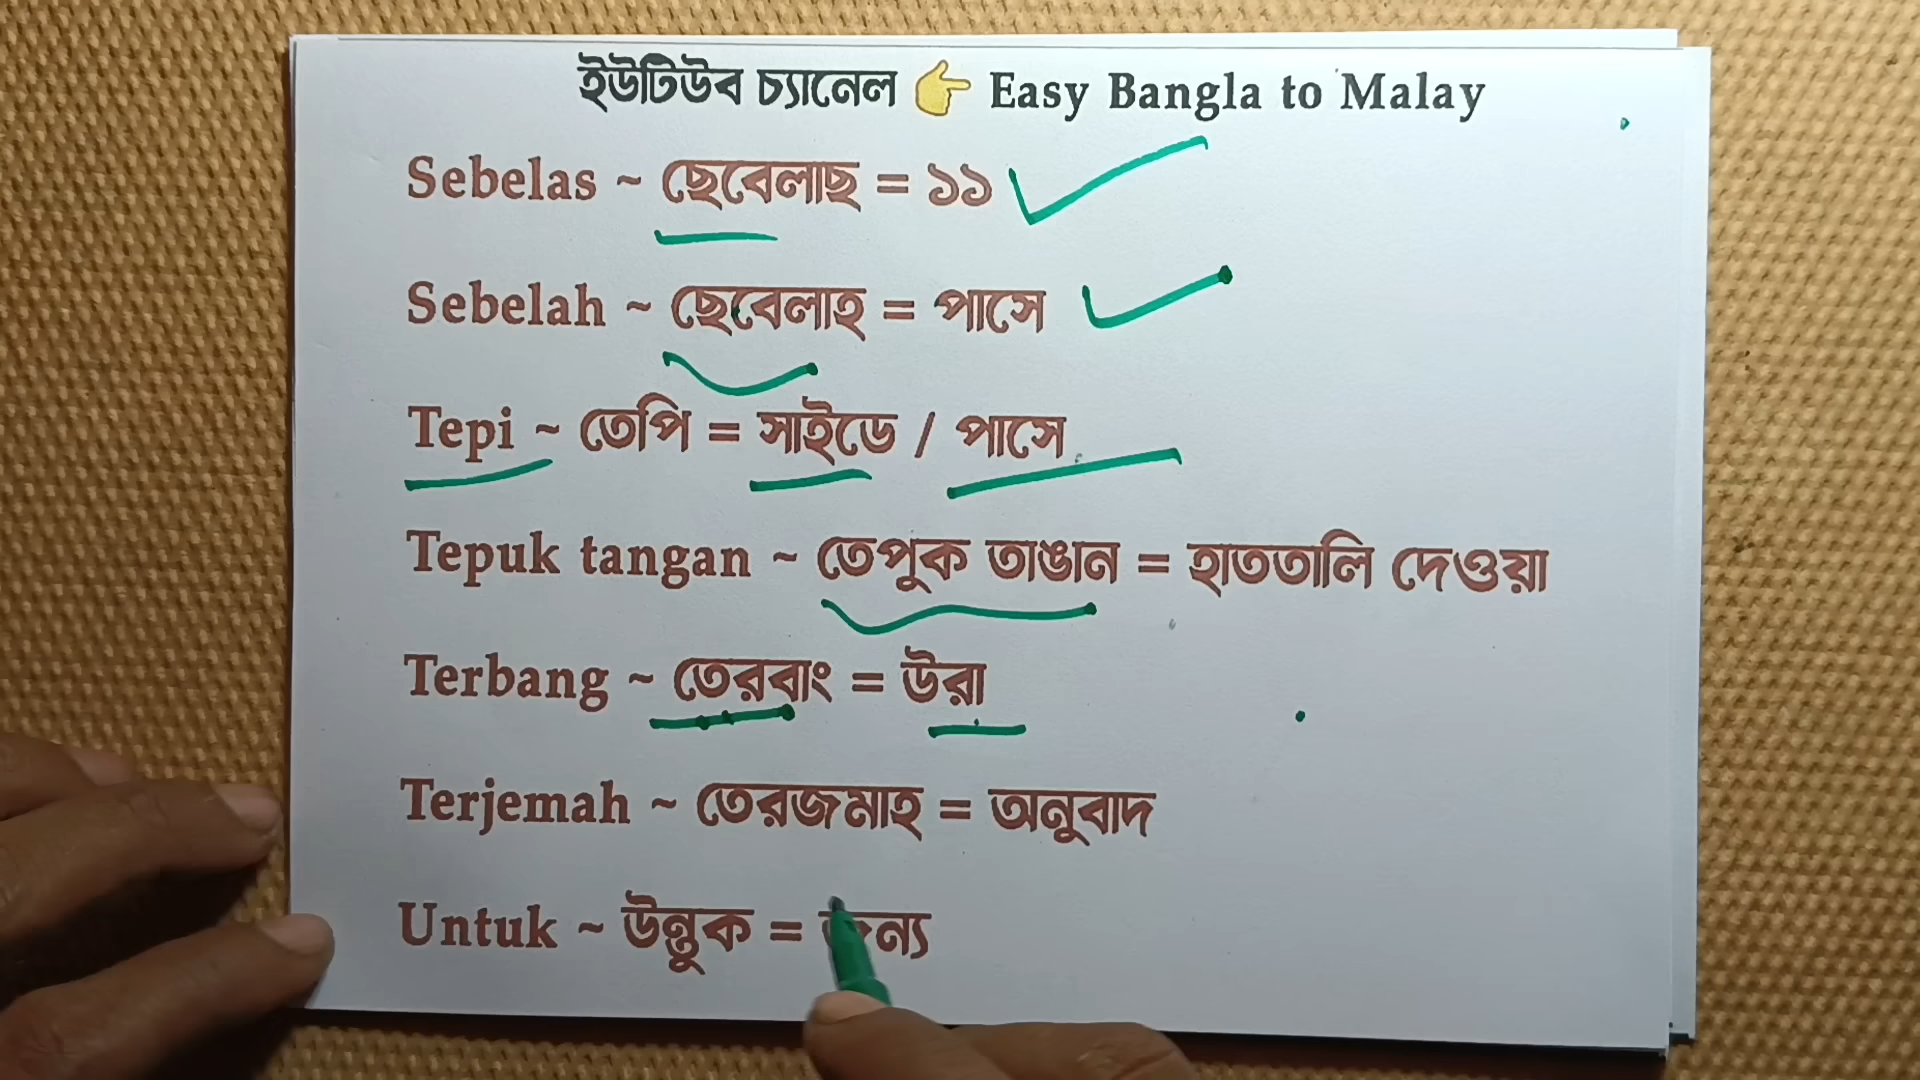 ইউটিউব চ্যানেল 👉 Easy Bangla to Malay
Sebelas ~ ছেবেলাছ = ১১
Sebelah ~ ছেবেলাহ = পাসে
Tepi ~ তেপি = সাইডে / পাসে
Tepuk tangan ~ তেপুক তাঙান = হাততালি দেওয়া
Terbang ~ তেরবাং = উরা
Terjemah ~ তেরজমাহ = অনুবাদ
Untuk ~ উন্তুক = জন্য